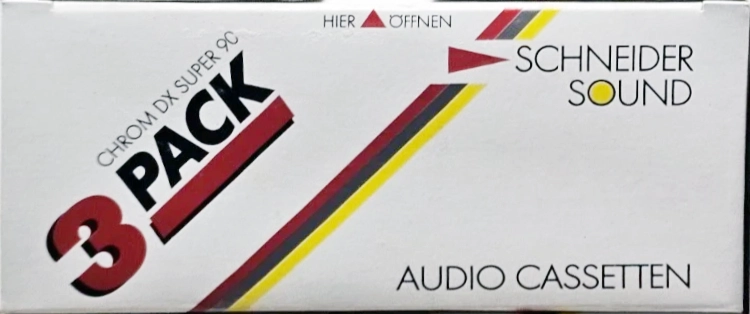 HIER ÖFFNEN
CHROM DX SUPER 90
3 PACK
SCHNEIDER
SOUND
AUDIO CASSETTEN